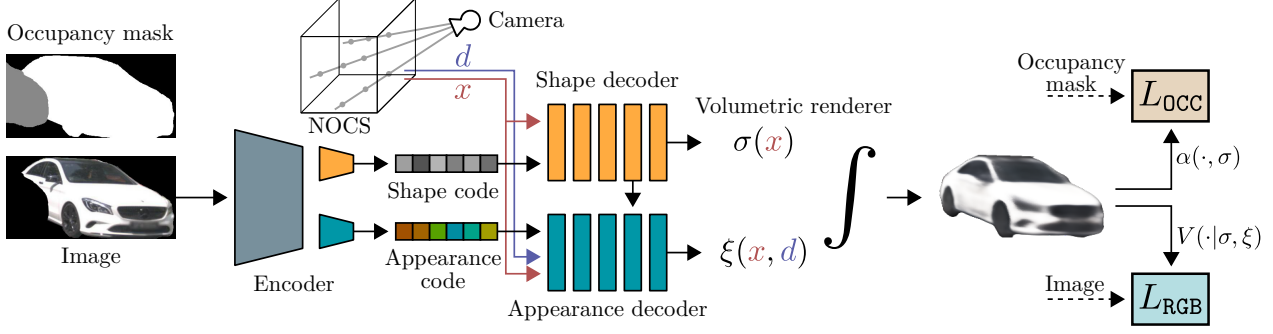 Occupancy mask
Image
Encoder
NOCS
Camera
d
x
Shape code
Appearance
code
Shape decoder
Appearance decoder
Volumetric renderer
σ(x)
ξ(x, d)
∫
Occupancy
mask
L_OCC
α(·, σ)
V(·|σ, ξ)
Image
L_RGB